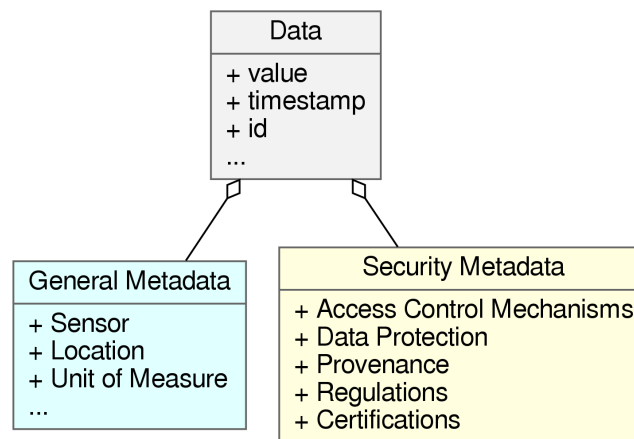 Data
+ value
+ timestamp
+ id
...
General Metadata
+ Sensor
+ Location
+ Unit of Measure
...
Security Metadata
+ Access Control Mechanisms
+ Data Protection
+ Provenance
+ Regulations
+ Certifications